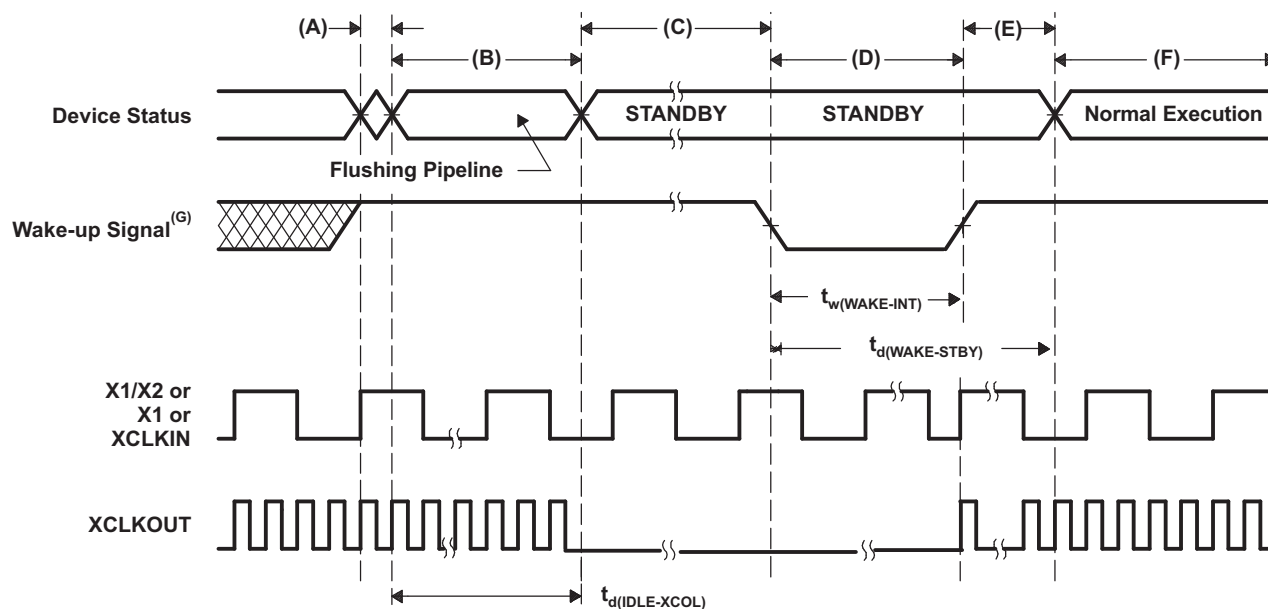 (A)
(C)
(E)
(B)
(D)
(F)
Device Status
STANDBY
STANDBY
Normal Execution
Flushing Pipeline
Wake-up Signal(G)
tw(WAKE-INT)
td(WAKE-STBY)
X1/X2 or
X1 or
XCLKIN
XCLKOUT
td(IDLE-XCOL)